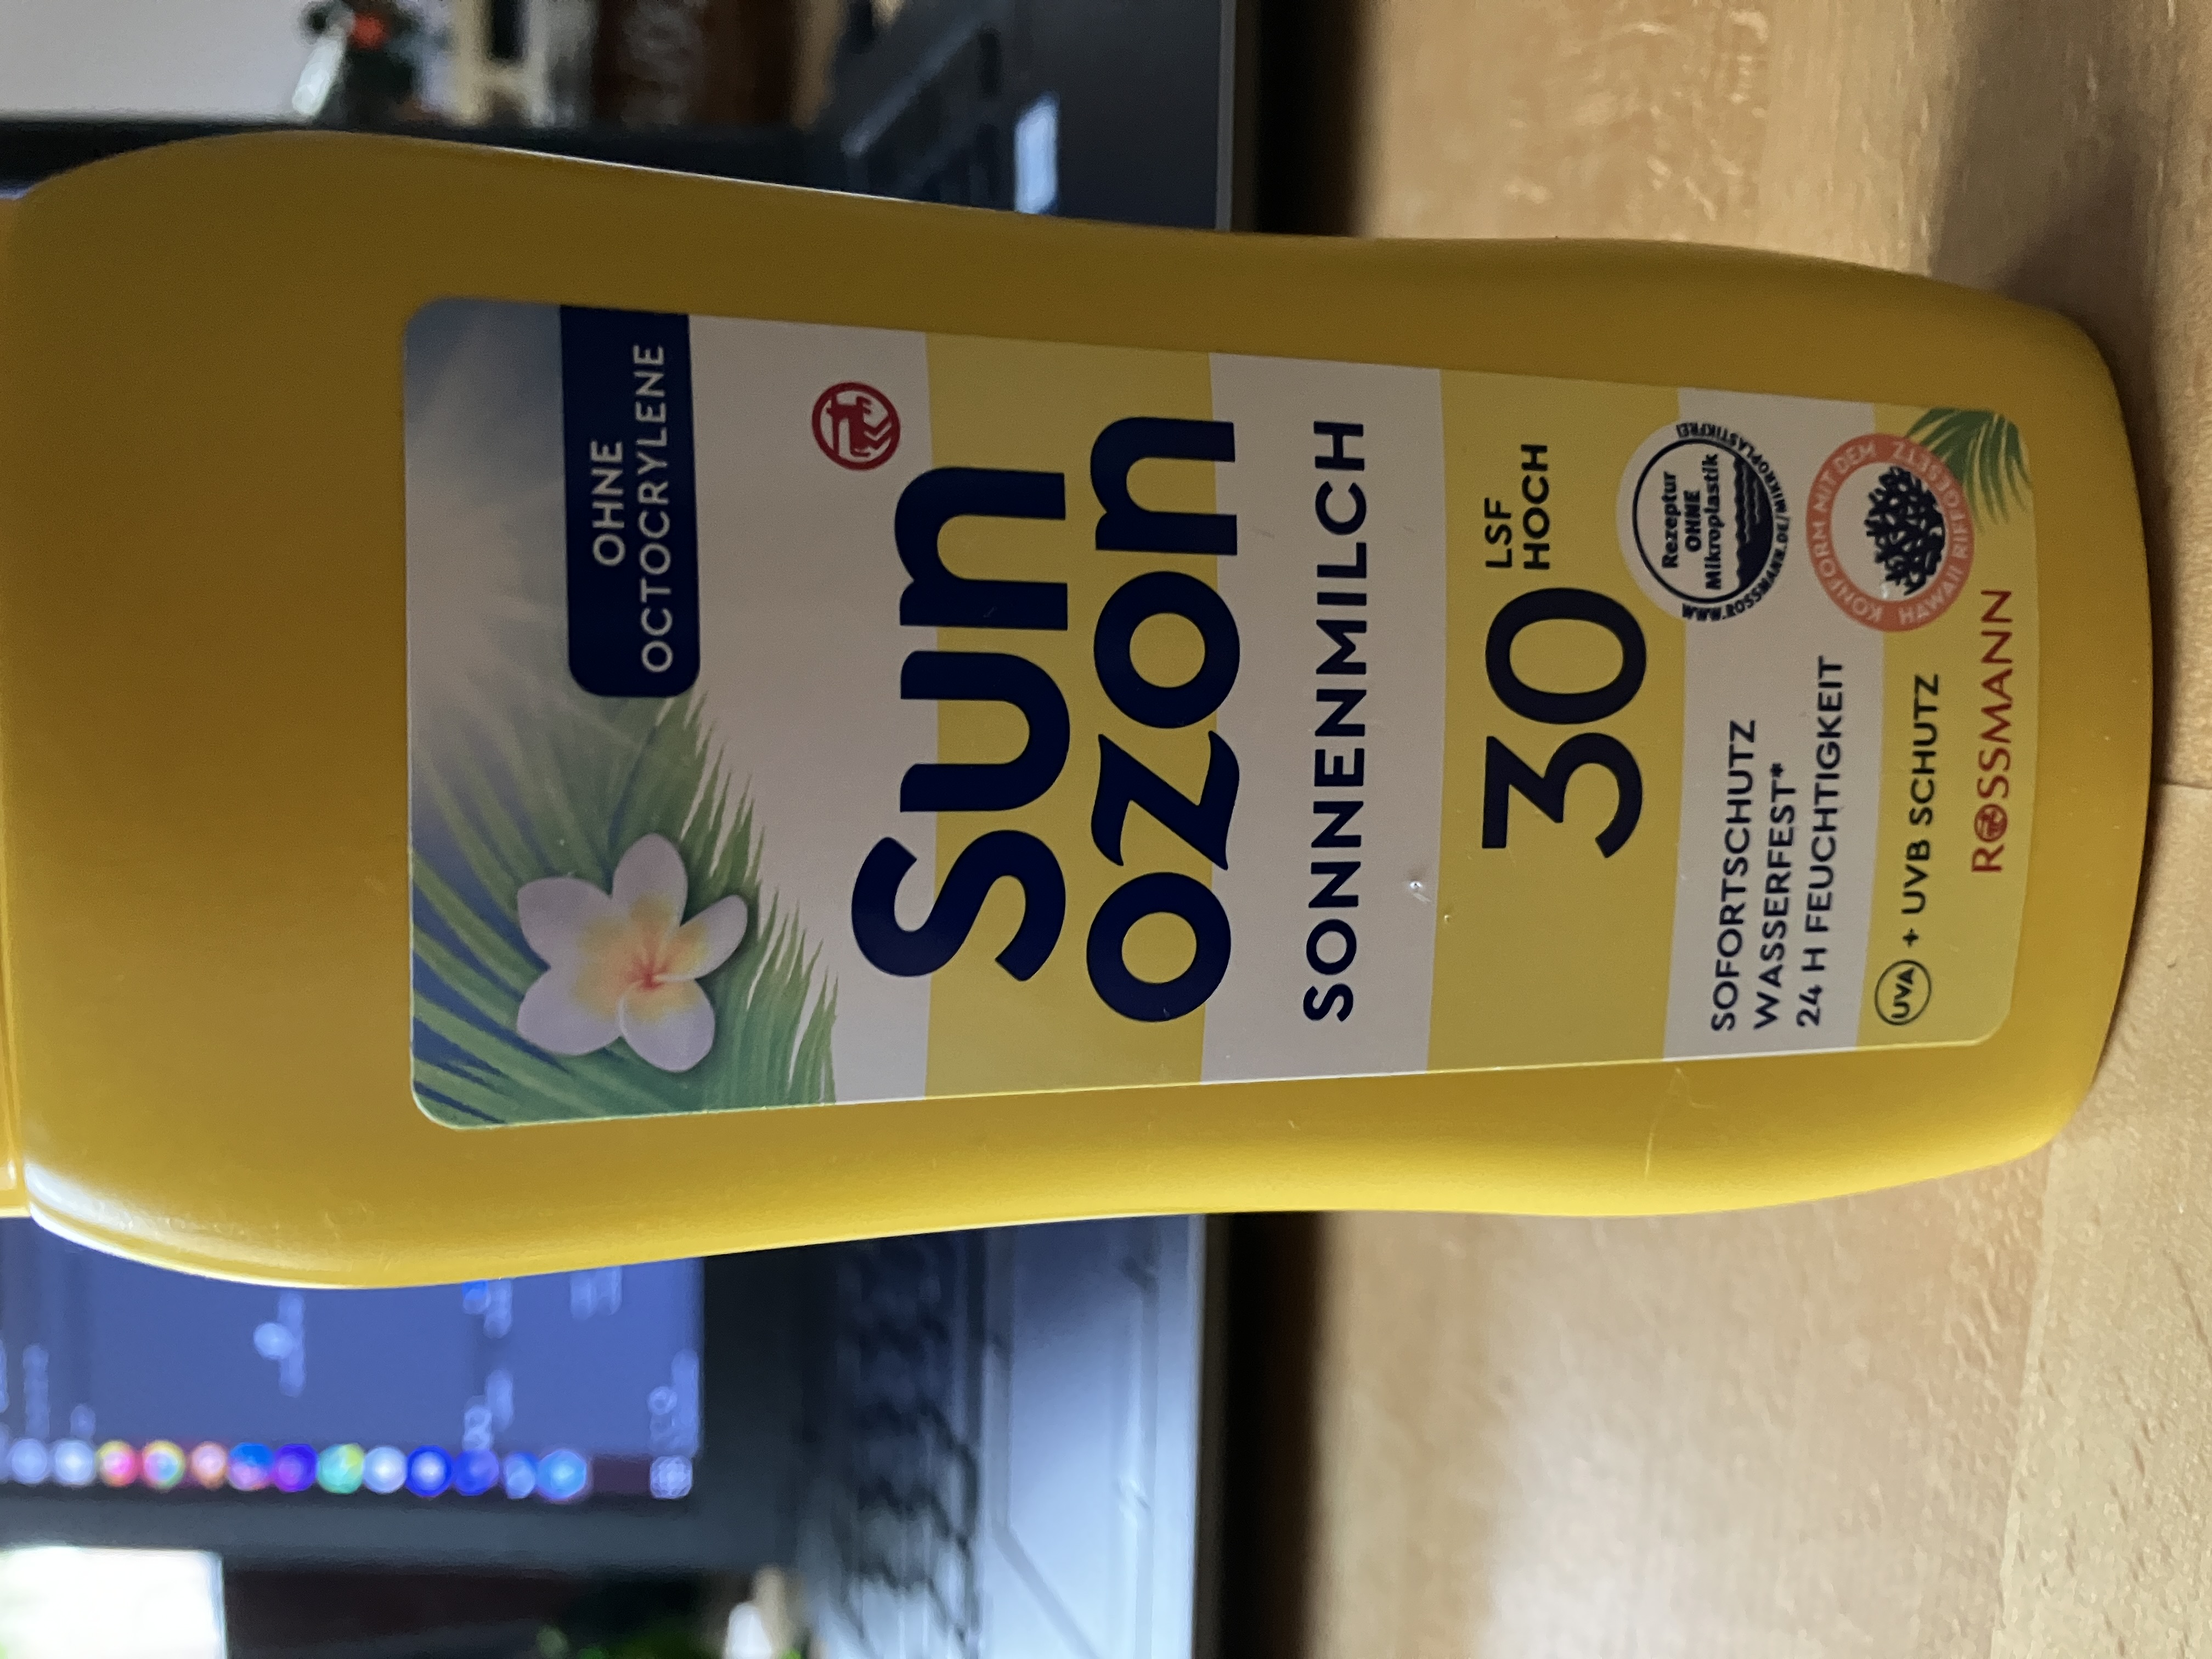 OHNE
OCTOCRYLENE
Sun
ozon
SONNENMILCH
30 LSF
HOCH
Rezeptur
OHNE
Mikroplastik
WWW.ROSSMANN.DE/MIKROPLASTIKFREI
SOFORTSCHUTZ
WASSERFEST*
24 H FEUCHTIGKEIT
KONFORM MIT DEM
HAWAII RIFFGESETZ
UVA + UVB SCHUTZ
ROSSMANN